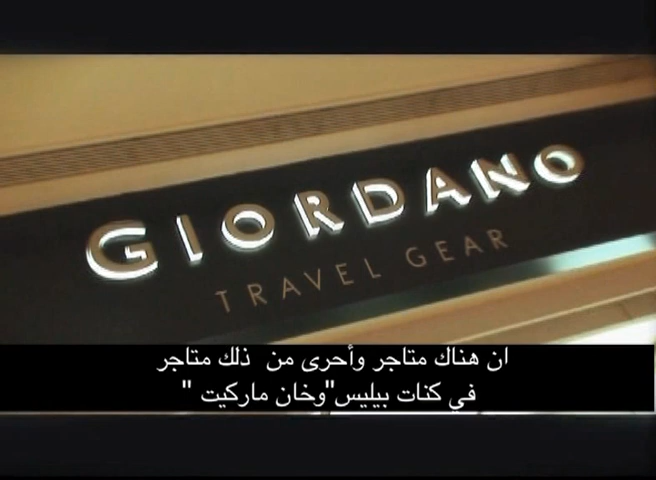 GIORDANO
TRAVEL GEAR
ان هناك متاجر وأحرى من ذلك متاجر
في كنات بيليس"وخان ماركيت "